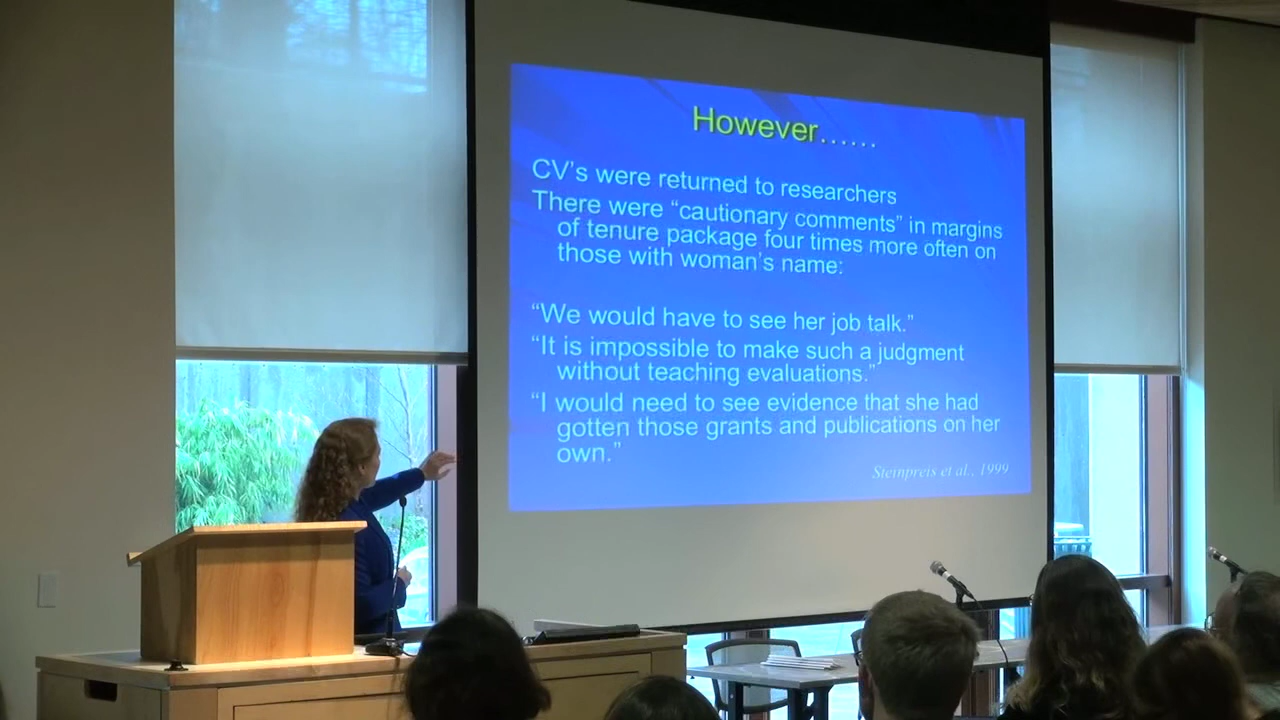 However……
CV's were returned to researchers
There were “cautionary comments” in margins
of tenure package four times more often on
those with woman's name:
“We would have to see her job talk.”
“It is impossible to make such a judgment
without teaching evaluations.”
“I would need to see evidence that she had
gotten those grants and publications on her
own.”
Steinpreis et al., 1999